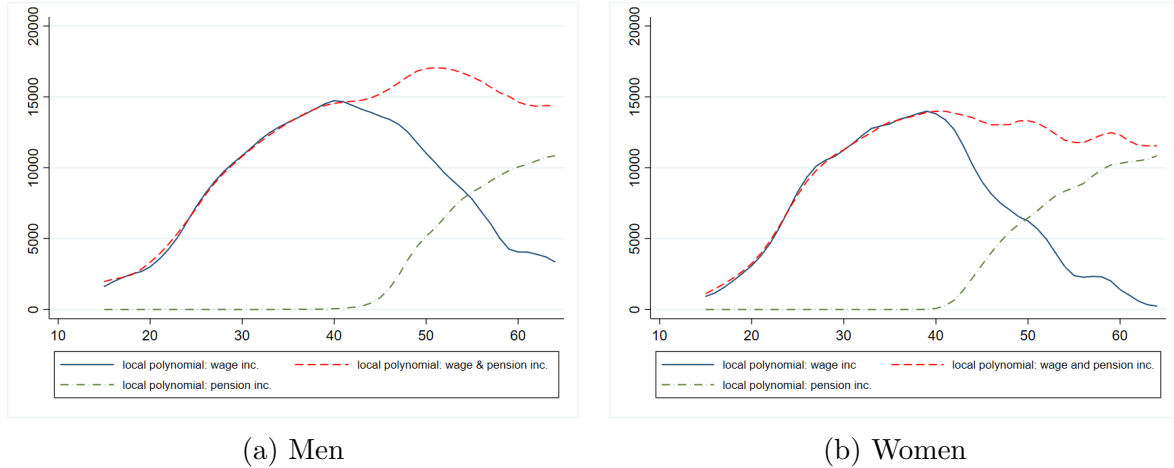 20000
15000
10000
5000
0
10 20 30 40 50 60
local polynomial: wage inc. local polynomial: wage & pension inc.
local polynomial: pension inc.
(a) Men
20000
15000
10000
5000
0
10 20 30 40 50 60
local polynomial: wage inc local polynomial: wage and pension inc.
local polynomial: pension inc.
(b) Women